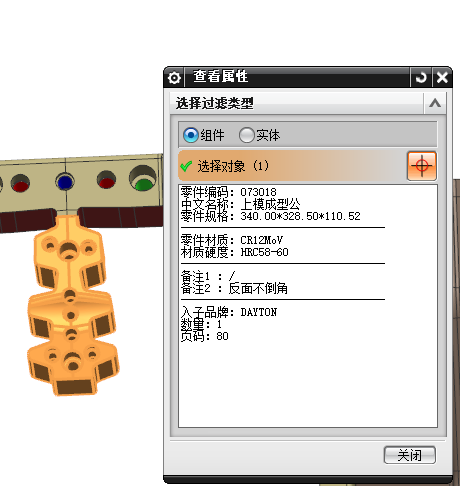 查看属性
选择过滤类型
组件 实体
选择对象 (1)
零件编码: 073018
中文名称: 上模成型公
零件规格: 340.00*328.50*110.52
零件材质: CR12MoV
材质硬度: HRC58-60
备注1 : /
备注2 : 反面不倒角
入子品牌: DAYTON
数量: 1
页码: 80
关闭